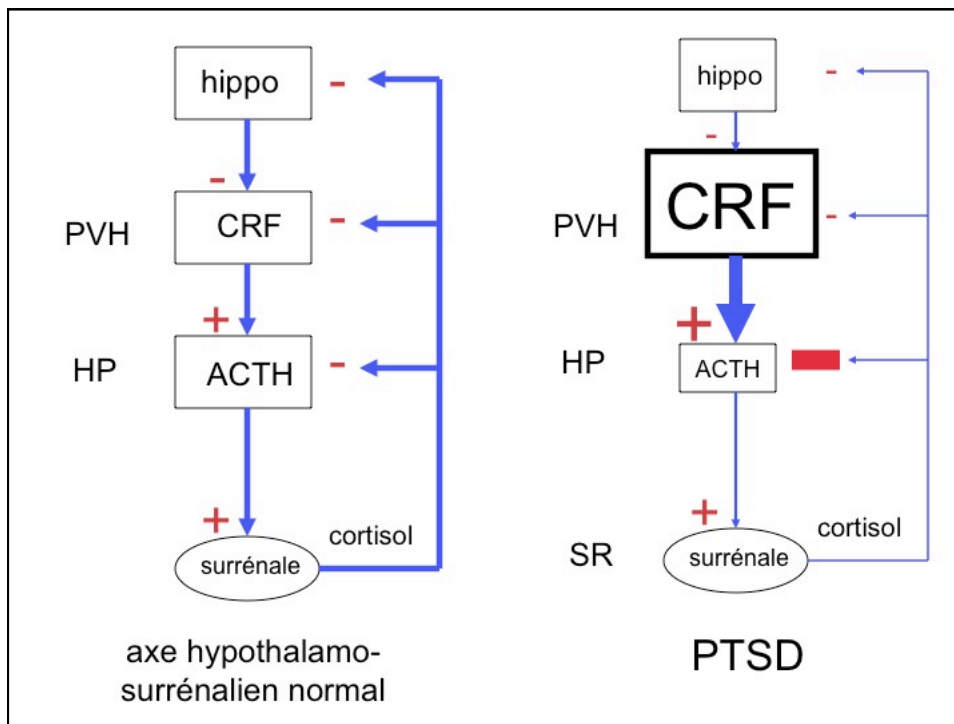 hippo
-
-
PVH
CRF
-
+
HP
ACTH
-
+
cortisol
surrénale
axe hypothalamo-
surrénalien normal
hippo
-
-
PVH
CRF
-
+
HP
ACTH
-
+
cortisol
SR
surrénale
PTSD